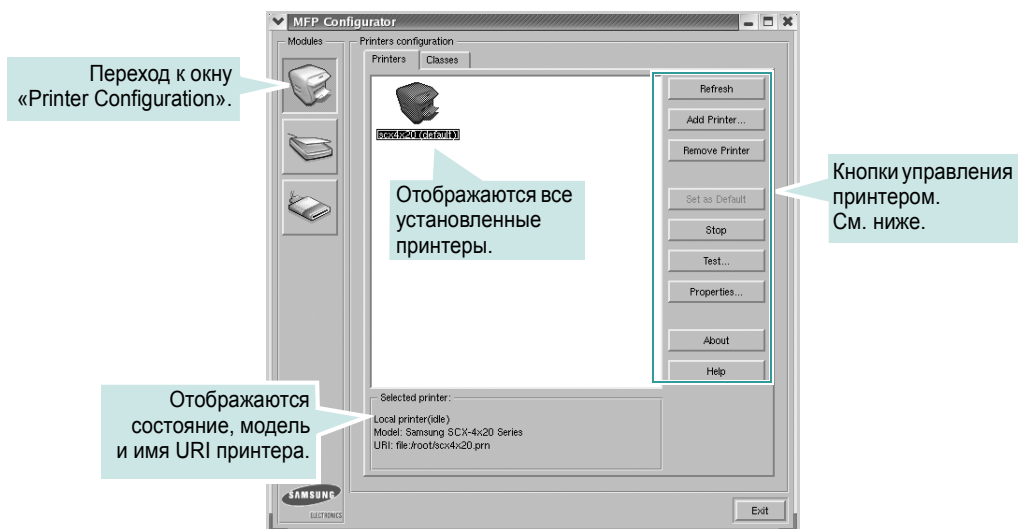 MFP Configurator
Modules
Printers configuration
Printers
Classes
Переход к окну
«Printer Configuration».
scx4x20 (default)
Отображаются все
установленные
принтеры.
Refresh
Add Printer...
Remove Printer
Set as Default
Stop
Test...
Properties...
About
Help
Кнопки управления
принтером.
См. ниже.
Отображаются
состояние, модель
и имя URI принтера.
Selected printer:
Local printer(idle)
Model: Samsung SCX-4x20 Series
URI: file:/root/scx4x20.prn
SAMSUNG
ELECTRONICS
Exit